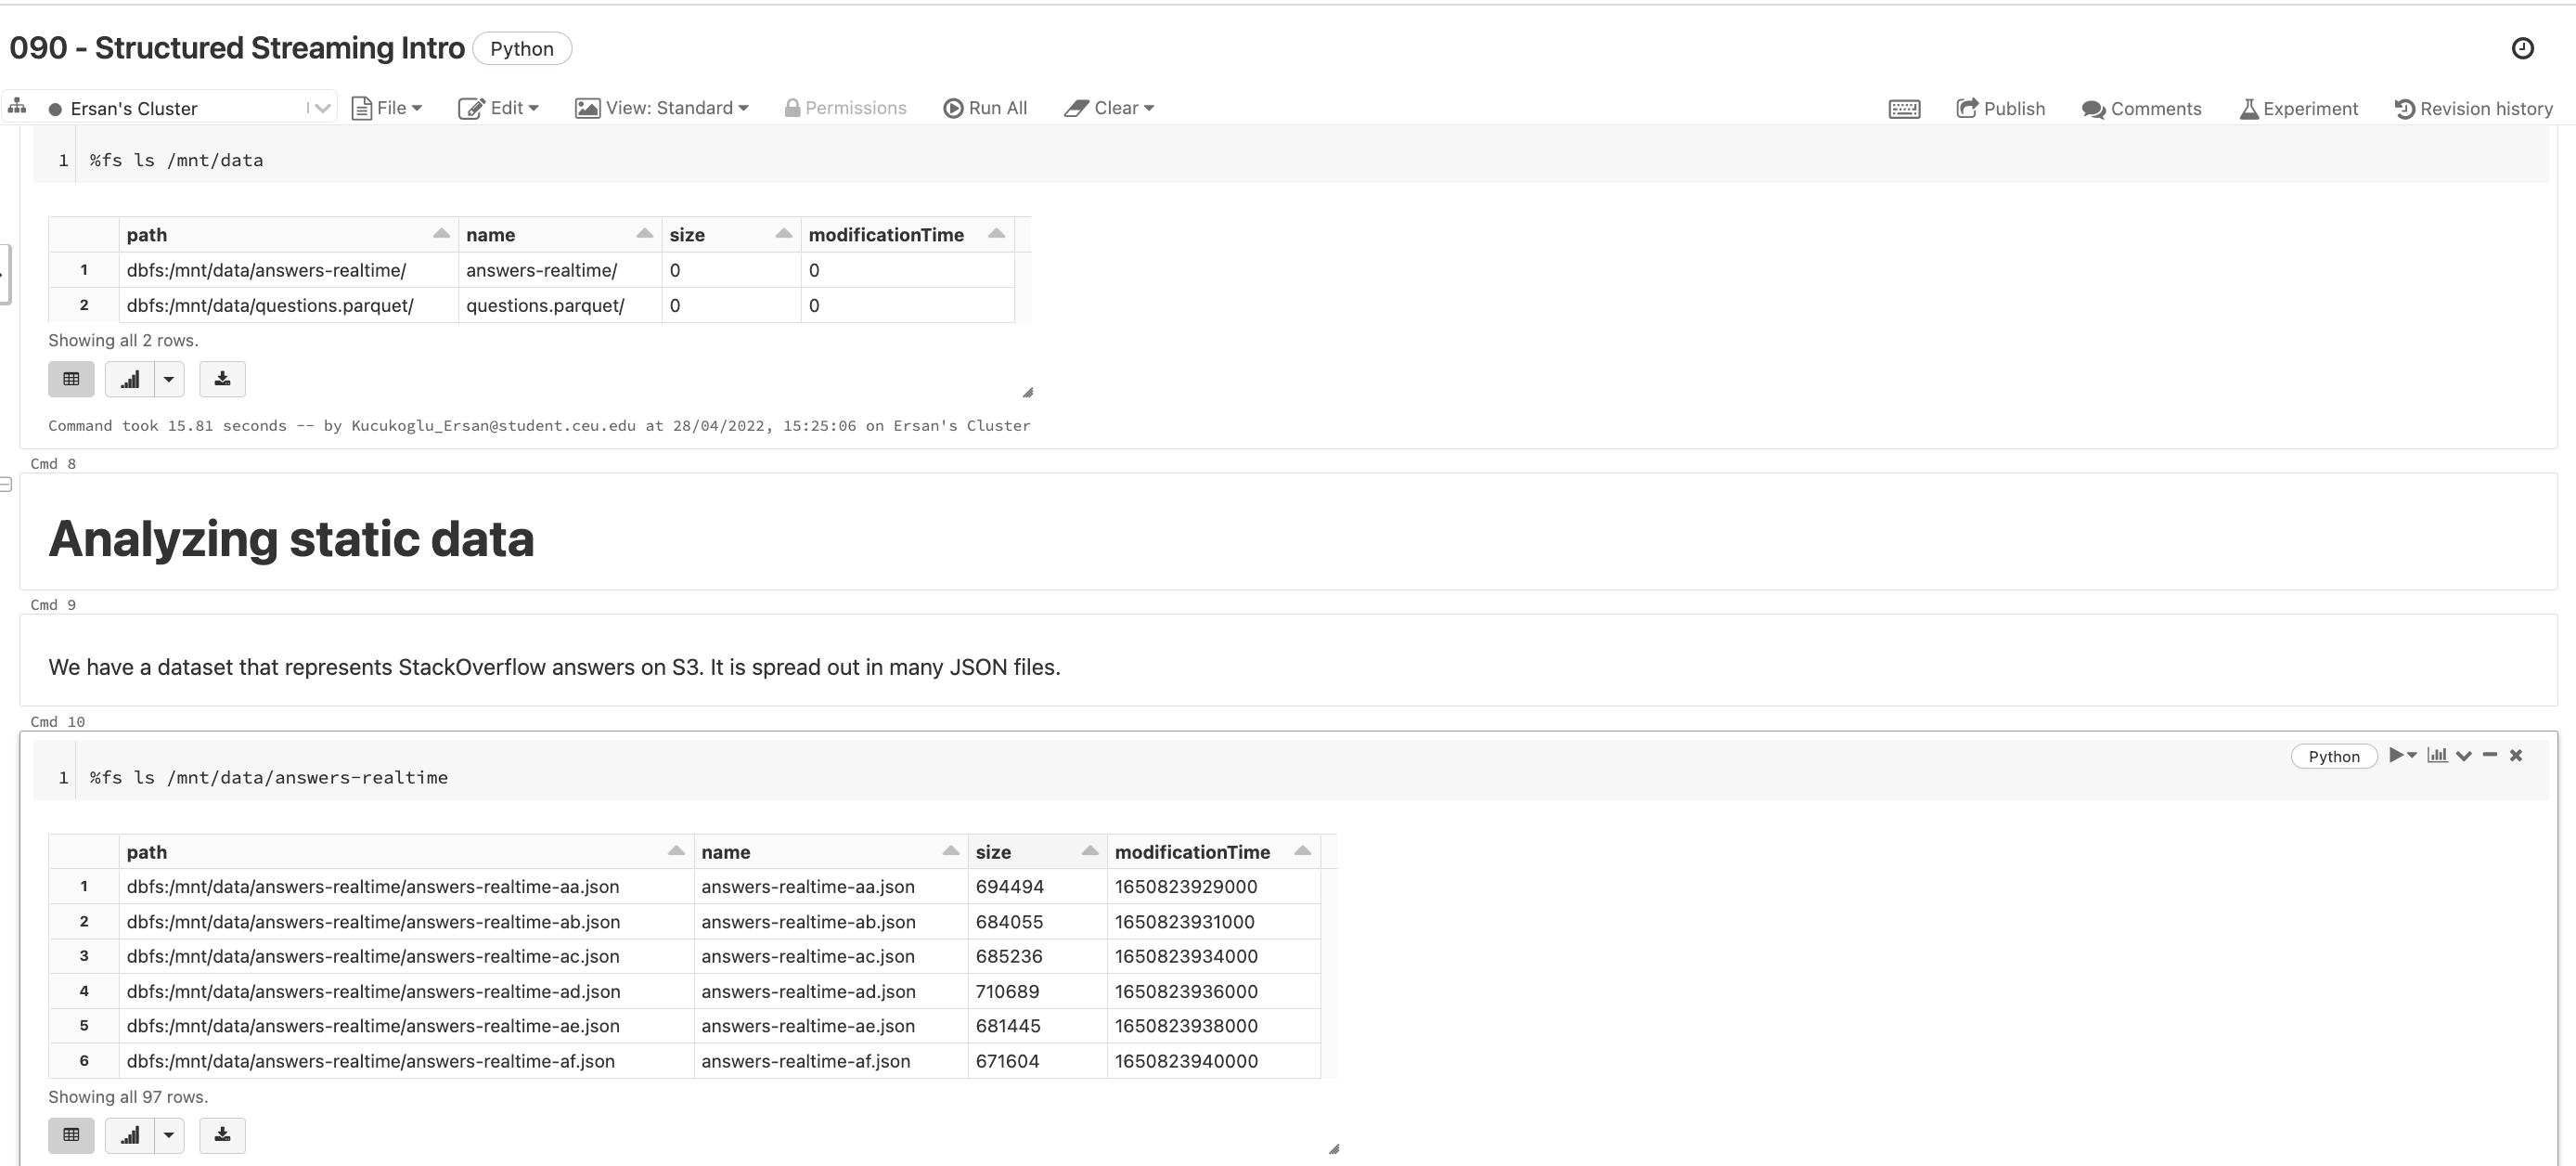 090 - Structured Streaming Intro Python
Ersan's Cluster File Edit View: Standard Permissions Run All Clear Publish Comments Experiment Revision history
1 %fs ls /mnt/data
path name size modificationTime
1 dbfs:/mnt/data/answers-realtime/ answers-realtime/ 0 0
2 dbfs:/mnt/data/questions.parquet/ questions.parquet/ 0 0
Showing all 2 rows.
Command took 15.81 seconds -- by Kucukoglu_Ersan@student.ceu.edu at 28/04/2022, 15:25:06 on Ersan's Cluster
Cmd 8
Analyzing static data
Cmd 9
We have a dataset that represents StackOverflow answers on S3. It is spread out in many JSON files.
Cmd 10
Python
1 %fs ls /mnt/data/answers-realtime
path name size modificationTime
1 dbfs:/mnt/data/answers-realtime/answers-realtime-aa.json answers-realtime-aa.json 694494 1650823929000
2 dbfs:/mnt/data/answers-realtime/answers-realtime-ab.json answers-realtime-ab.json 684055 1650823931000
3 dbfs:/mnt/data/answers-realtime/answers-realtime-ac.json answers-realtime-ac.json 685236 1650823934000
4 dbfs:/mnt/data/answers-realtime/answers-realtime-ad.json answers-realtime-ad.json 710689 1650823936000
5 dbfs:/mnt/data/answers-realtime/answers-realtime-ae.json answers-realtime-ae.json 681445 1650823938000
6 dbfs:/mnt/data/answers-realtime/answers-realtime-af.json answers-realtime-af.json 671604 1650823940000
Showing all 97 rows.